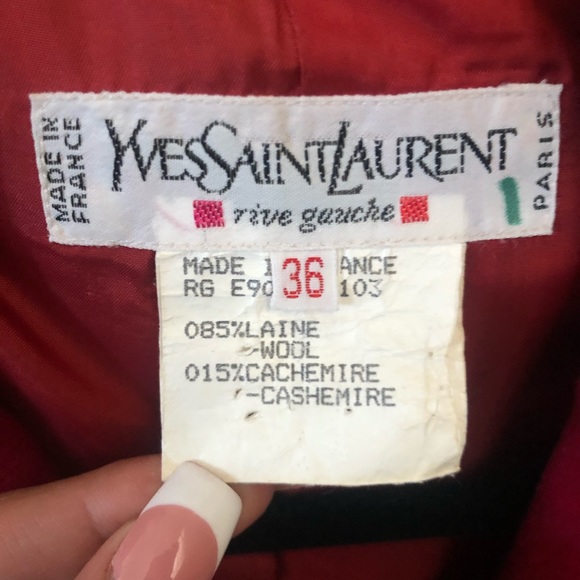 MADE IN
FRANCE
YVESSAINTLAURENT
rive gauche
PARIS
36
MADE ANCE
RG E90 103
085%LAINE
-WOOL
015%CACHEMIRE
-CASHEMIRE